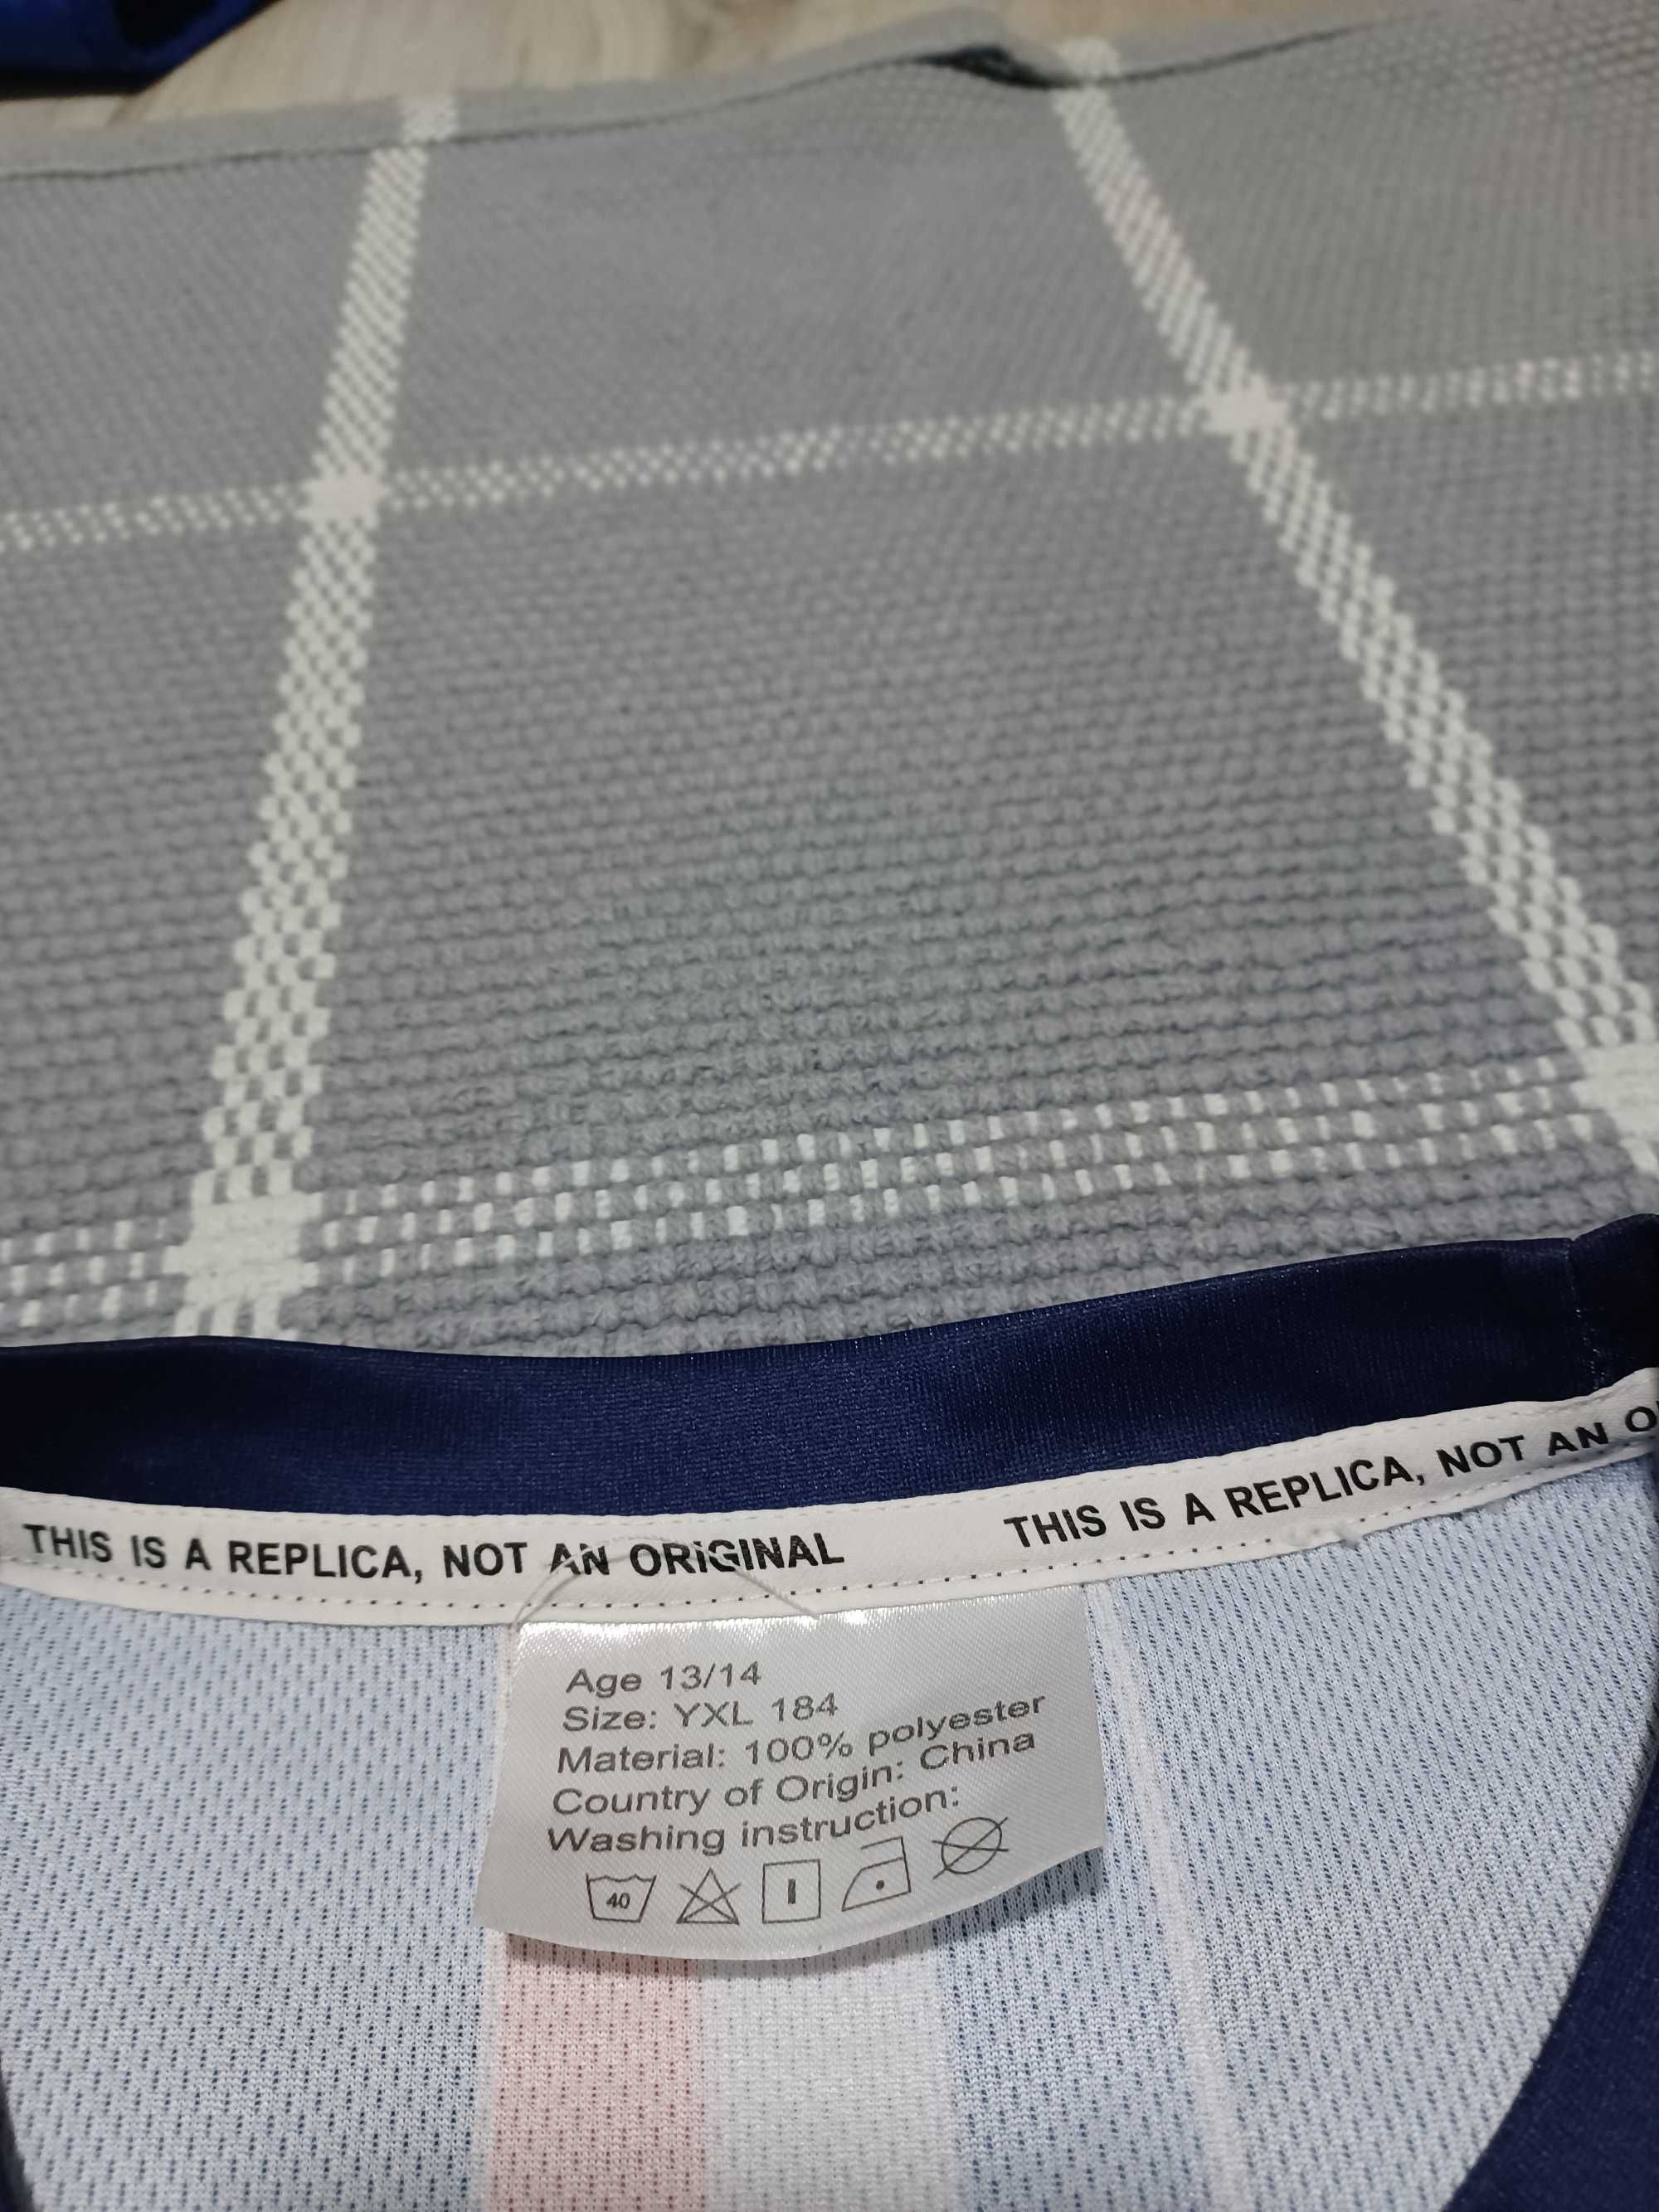 THIS IS A REPLICA, NOT AN ORIGINAL
THIS IS A REPLICA, NOT AN O
Age 13/14
Size: YXL 184
Material: 100% polyester
Country of Origin: China
Washing instruction:
40